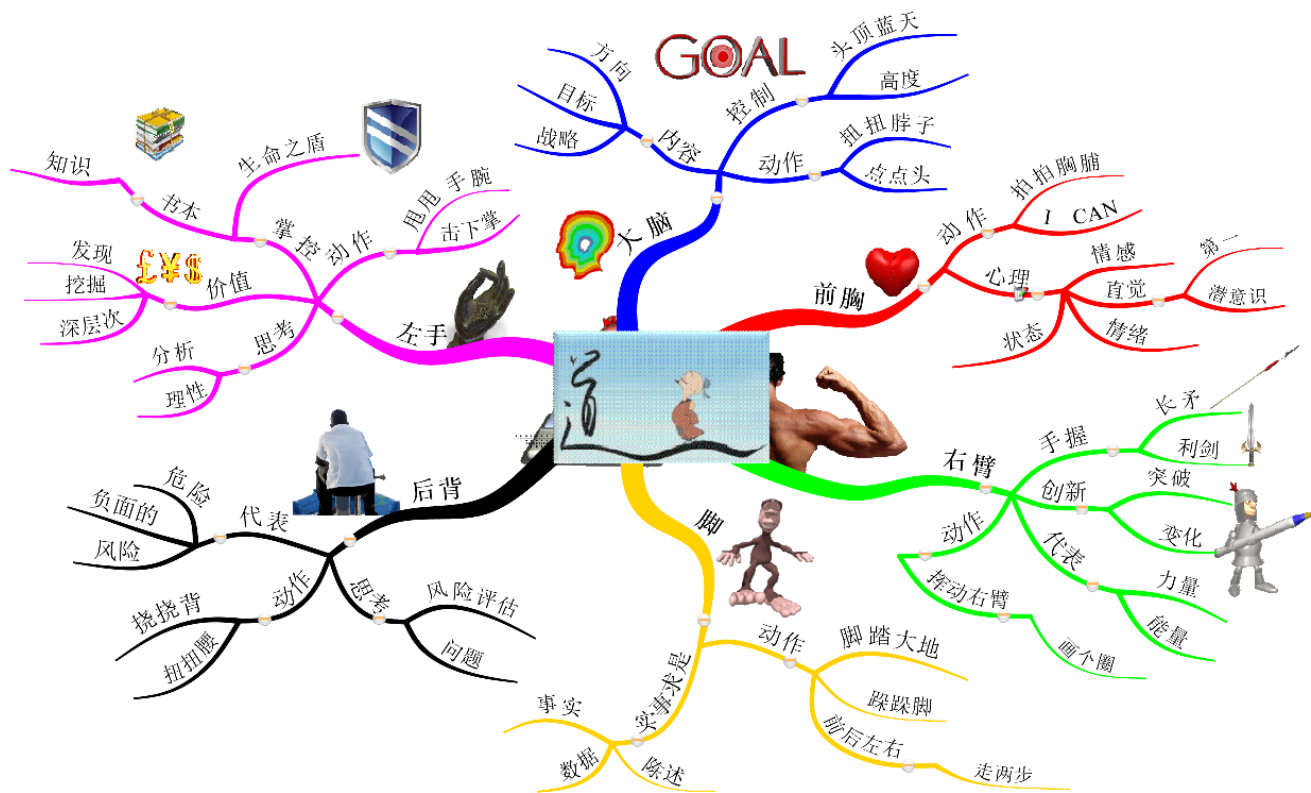 道
大脑
内容
方向
目标
战略
GOAL
控制
头顶蓝天
高度
动作
扭扭脖子
点点头
前胸
动作
拍拍胸脯
I CAN
心理
情感
直觉
第一
潜意识
情绪
状态
右臂
手握
长矛
利剑
创新
突破
变化
代表
力量
能量
动作
挥动右臂
画个圈
脚
动作
脚踏大地
跺跺脚
前后左右
走两步
实事求是
事实
数据
陈述
后背
代表
危险
负面的
风险
动作
挠挠背
扭扭腰
思考
风险评估
问题
左手
掌控
书本
知识
生命之盾
动作
甩甩手腕
击下掌
价值
£¥$
发现
挖掘
深层次
思考
分析
理性